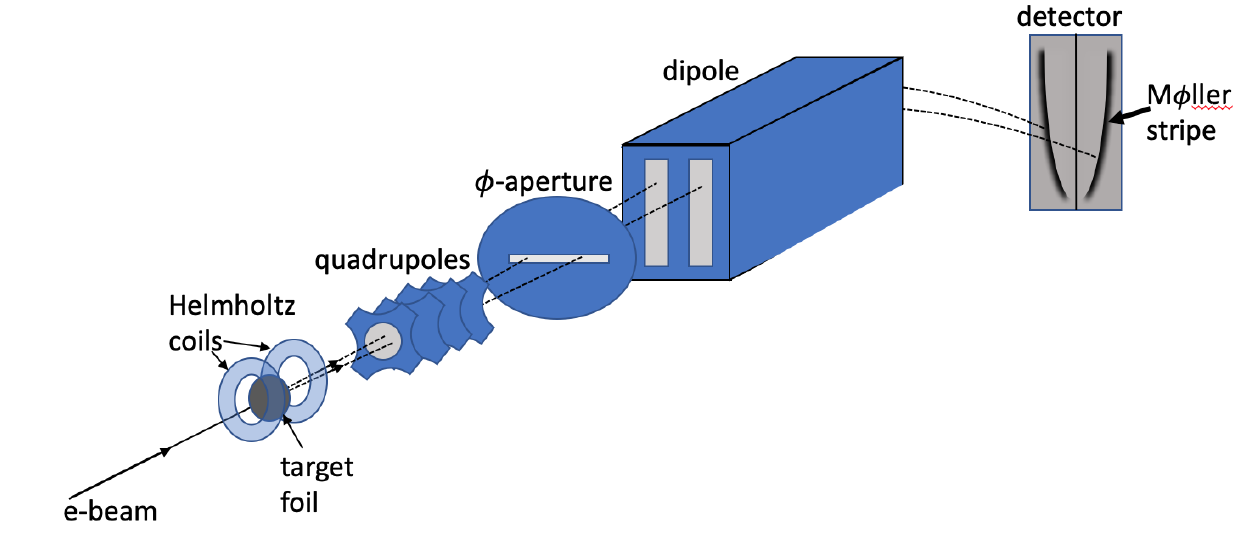 detector
dipole
Mϕller
stripe
ϕ-aperture
quadrupoles
Helmholtz
coils
target
foil
e-beam